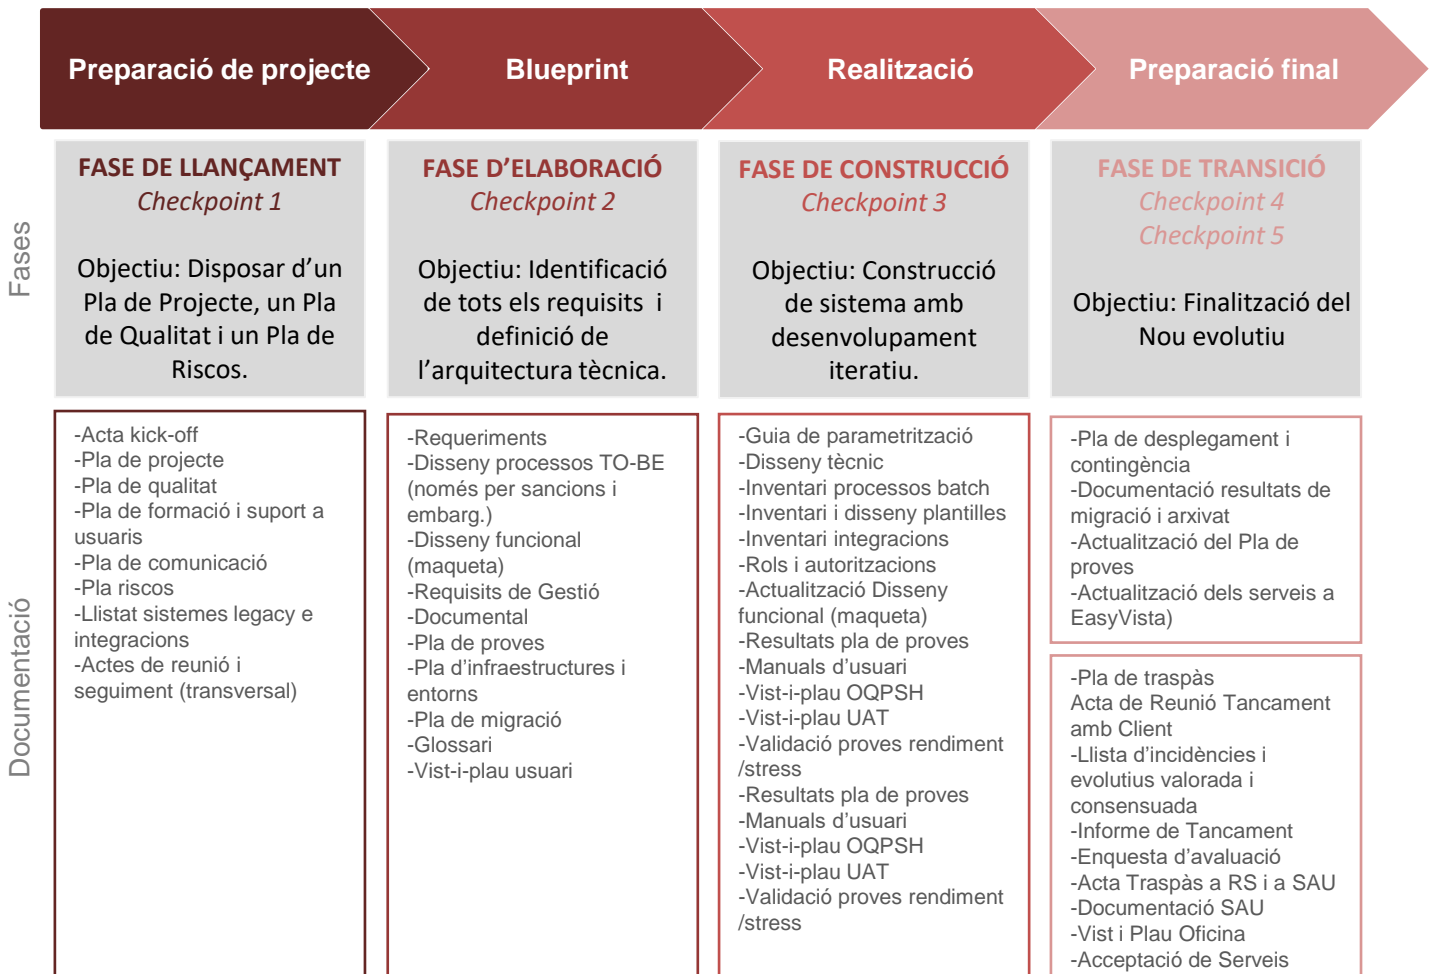 Preparació de projecte
Blueprint
Realització
Preparació final
Fases
FASE DE LLANÇAMENT
Checkpoint 1
Objectiu: Disposar d’un
Pla de Projecte, un Pla
de Qualitat i un Pla de
Riscos.
FASE D’ELABORACIÓ
Checkpoint 2
Objectiu: Identificació
de tots els requisits i
definició de
l’arquitectura tècnica.
FASE DE CONSTRUCCIÓ
Checkpoint 3
Objectiu: Construcció
de sistema amb
desenvolupament
iteratiu.
FASE DE TRANSICIÓ
Checkpoint 4
Checkpoint 5
Objectiu: Finalització del
Nou evolutiu
Documentació
-Acta kick-off
-Pla de projecte
-Pla de qualitat
-Pla de formació i suport a
usuaris
-Pla de comunicació
-Pla riscos
-Llistat sistemes legacy e
integracions
-Actes de reunió i
seguiment (transversal)
-Requeriments
-Disseny processos TO-BE
(només per sancions i
embarg.)
-Disseny funcional
(maqueta)
-Requisits de Gestió
-Documental
-Pla de proves
-Pla d’infraestructures i
entorns
-Pla de migració
-Glossari
-Vist-i-plau usuari
-Guia de parametrització
-Disseny tècnic
-Inventari processos batch
-Inventari i disseny plantilles
-Inventari integracions
-Rols i autoritzacions
-Actualització Disseny
funcional (maqueta)
-Resultats pla de proves
-Manuals d’usuari
-Vist-i-plau OQPSH
-Vist-i-plau UAT
-Validació proves rendiment
/stress
-Resultats pla de proves
-Manuals d’usuari
-Vist-i-plau OQPSH
-Vist-i-plau UAT
-Validació proves rendiment
/stress
-Pla de desplegament i
contingència
-Documentació resultats de
migració i arxivat
-Actualització del Pla de
proves
-Actualització dels serveis a
EasyVista)
-Pla de traspàs
Acta de Reunió Tancament
amb Client
-Llista d’incidències i
evolutius valorada i
consensuada
-Informe de Tancament
-Enquesta d’avaluació
-Acta Traspàs a RS i a SAU
-Documentació SAU
-Vist i Plau Oficina
-Acceptació de Serveis